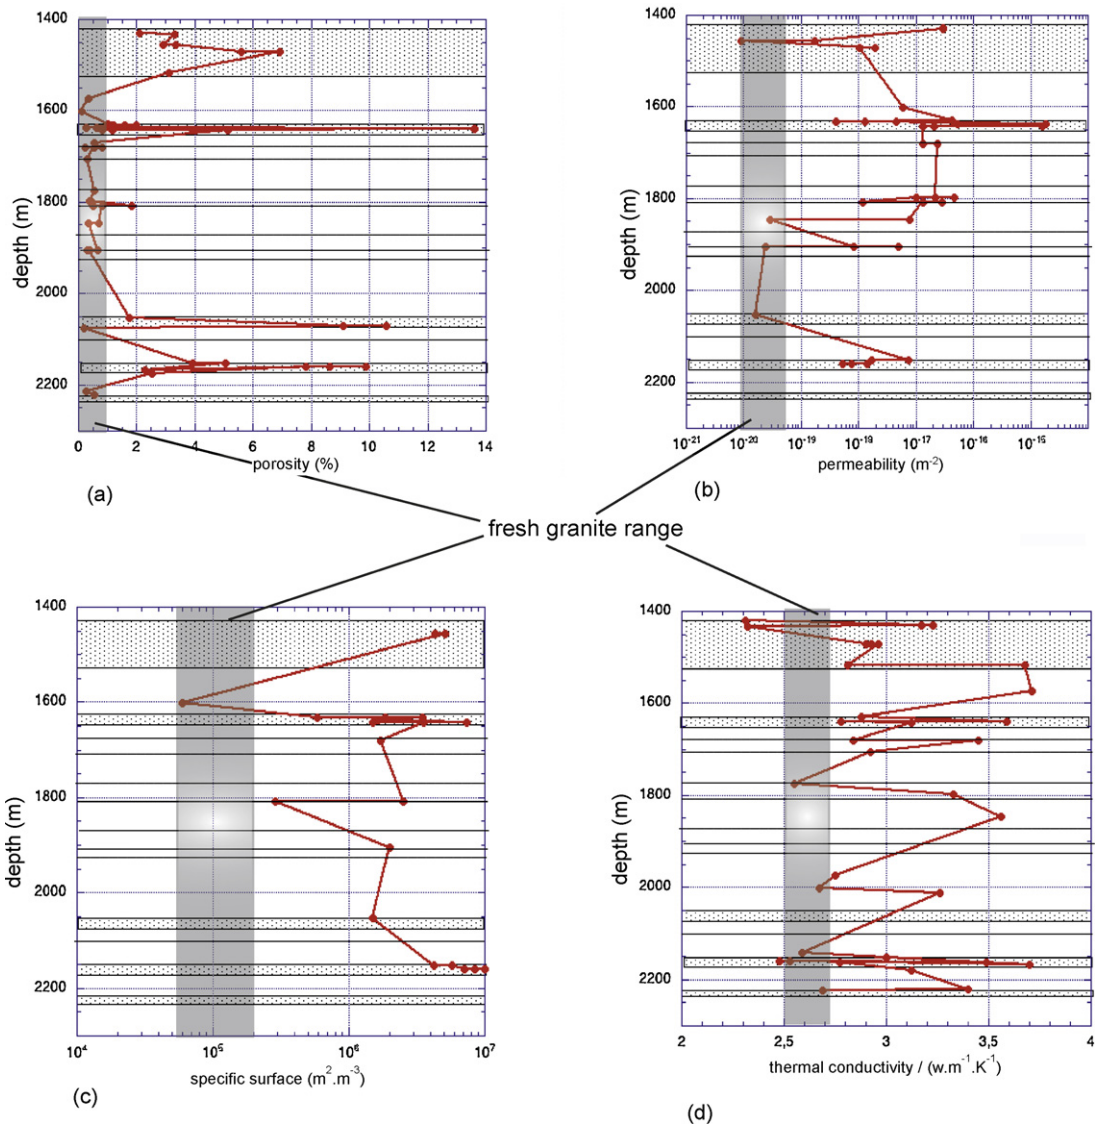 1400
1600
1800
2000
2200
depth (m)
0 2 4 6 8 10 12 14
porosity (%)
(a)
1400
1600
1800
2000
2200
depth (m)
10-21 10-20 10-19 10-18 10-17 10-16 10-15
permeability (m-2)
(b)
fresh granite range
1400
1600
1800
2000
2200
depth (m)
10⁴ 10⁵ 10⁶ 10⁷
specific surface (m².m⁻³)
(c)
1400
1600
1800
2000
2200
depth (m)
2 2,5 3 3,5 4
thermal conductivity / (w.m⁻¹.K⁻¹)
(d)